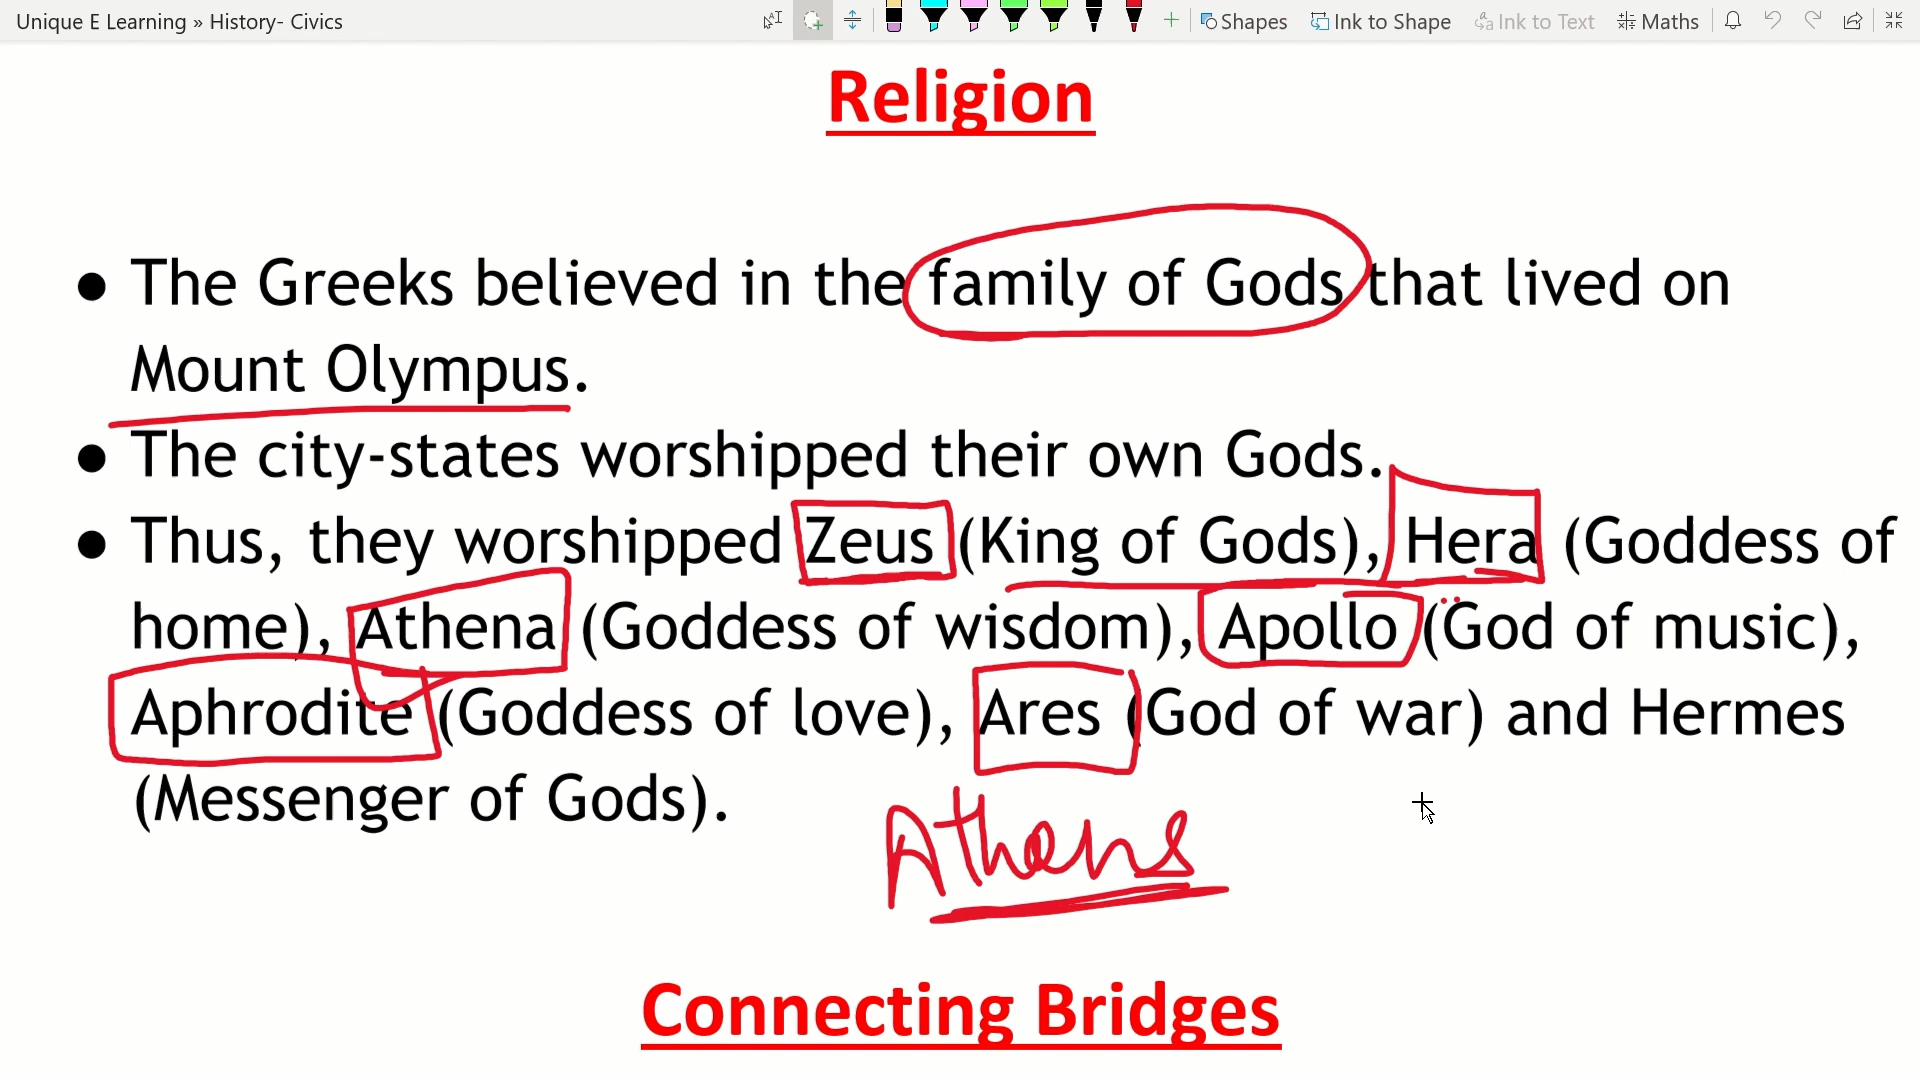 Unique E Learning » History- Civics
Shapes Ink to Shape Ink to Text Maths
Religion
● The Greeks believed in the family of Gods that lived on
Mount Olympus.
● The city-states worshipped their own Gods.
● Thus, they worshipped Zeus (King of Gods), Hera (Goddess of
home), Athena (Goddess of wisdom), Apollo (God of music),
Aphrodite (Goddess of love), Ares (God of war) and Hermes
(Messenger of Gods).
Athens
Connecting Bridges